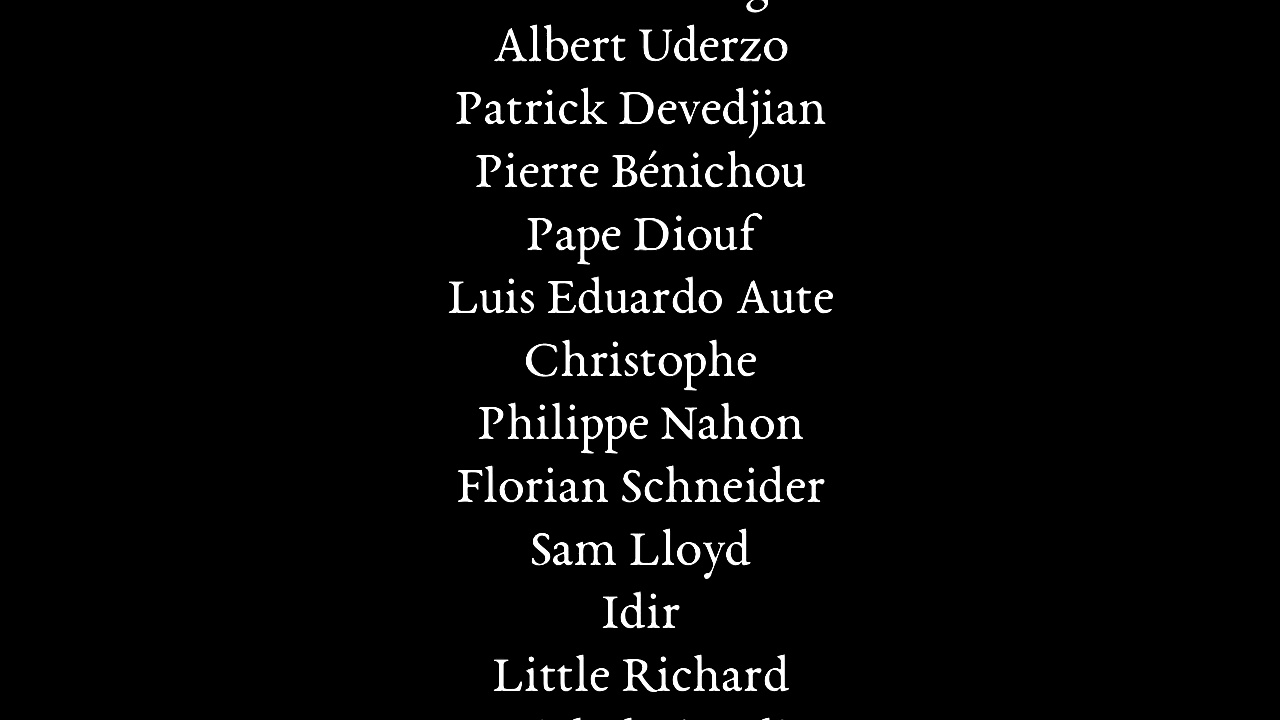 Albert Uderzo
Patrick Devedjian
Pierre Bénichou
Pape Diouf
Luis Eduardo Aute
Christophe
Philippe Nahon
Florian Schneider
Sam Lloyd
Idir
Little Richard